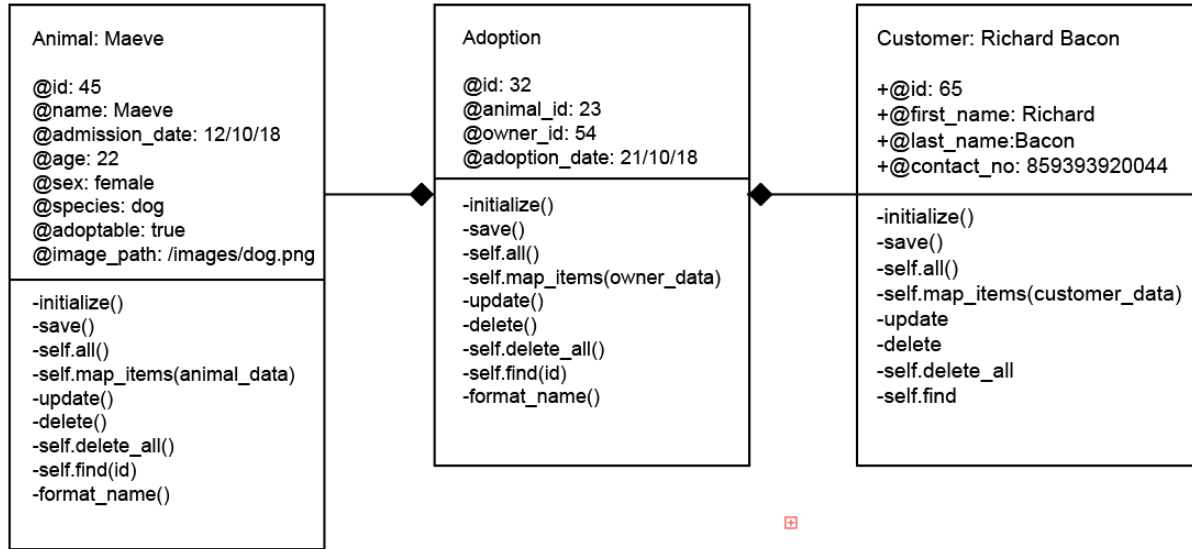 Animal: Maeve
@id: 45
@name: Maeve
@admission_date: 12/10/18
@age: 22
@sex: female
@species: dog
@adoptable: true
@image_path: /images/dog.png
-initialize()
-save()
-self.all()
-self.map_items(animal_data)
-update()
-delete()
-self.delete_all()
-self.find(id)
-format_name()
Adoption
@id: 32
@animal_id: 23
@owner_id: 54
@adoption_date: 21/10/18
-initialize()
-save()
-self.all()
-self.map_items(owner_data)
-update()
-delete()
-self.delete_all()
-self.find(id)
-format_name()
Customer: Richard Bacon
+@id: 65
+@first_name: Richard
+@last_name:Bacon
+@contact_no: 859393920044
-initialize()
-save()
-self.all()
-self.map_items(customer_data)
-update
-delete
-self.delete_all
-self.find